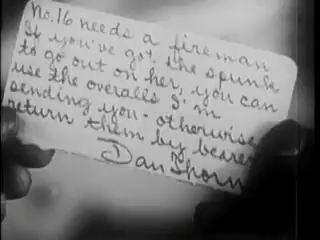 No. 16 needs a fireman
If you've got the spunk
to go out on her, you can
use the overalls I'm
sending you - otherwise
return them by bearer
Dan Thorn